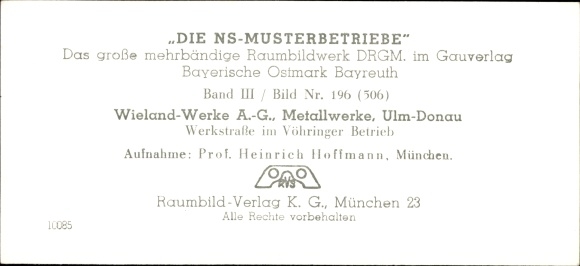 „DIE NS-MUSTERBETRIEBE"
Das große mehrbändige Raumbildwerk DRGM. im Gauverlag
Bayerische Ostmark Bayreuth
Band III / Bild Nr. 196 (506)
Wieland-Werke A.-G., Metallwerke, Ulm-Donau
Werkstraße im Vöhringer Betrieb
Aufnahme: Prof. Heinrich Hoffmann, München.
RVS
Raumbild-Verlag K. G., München 23
Alle Rechte vorbehalten
10085